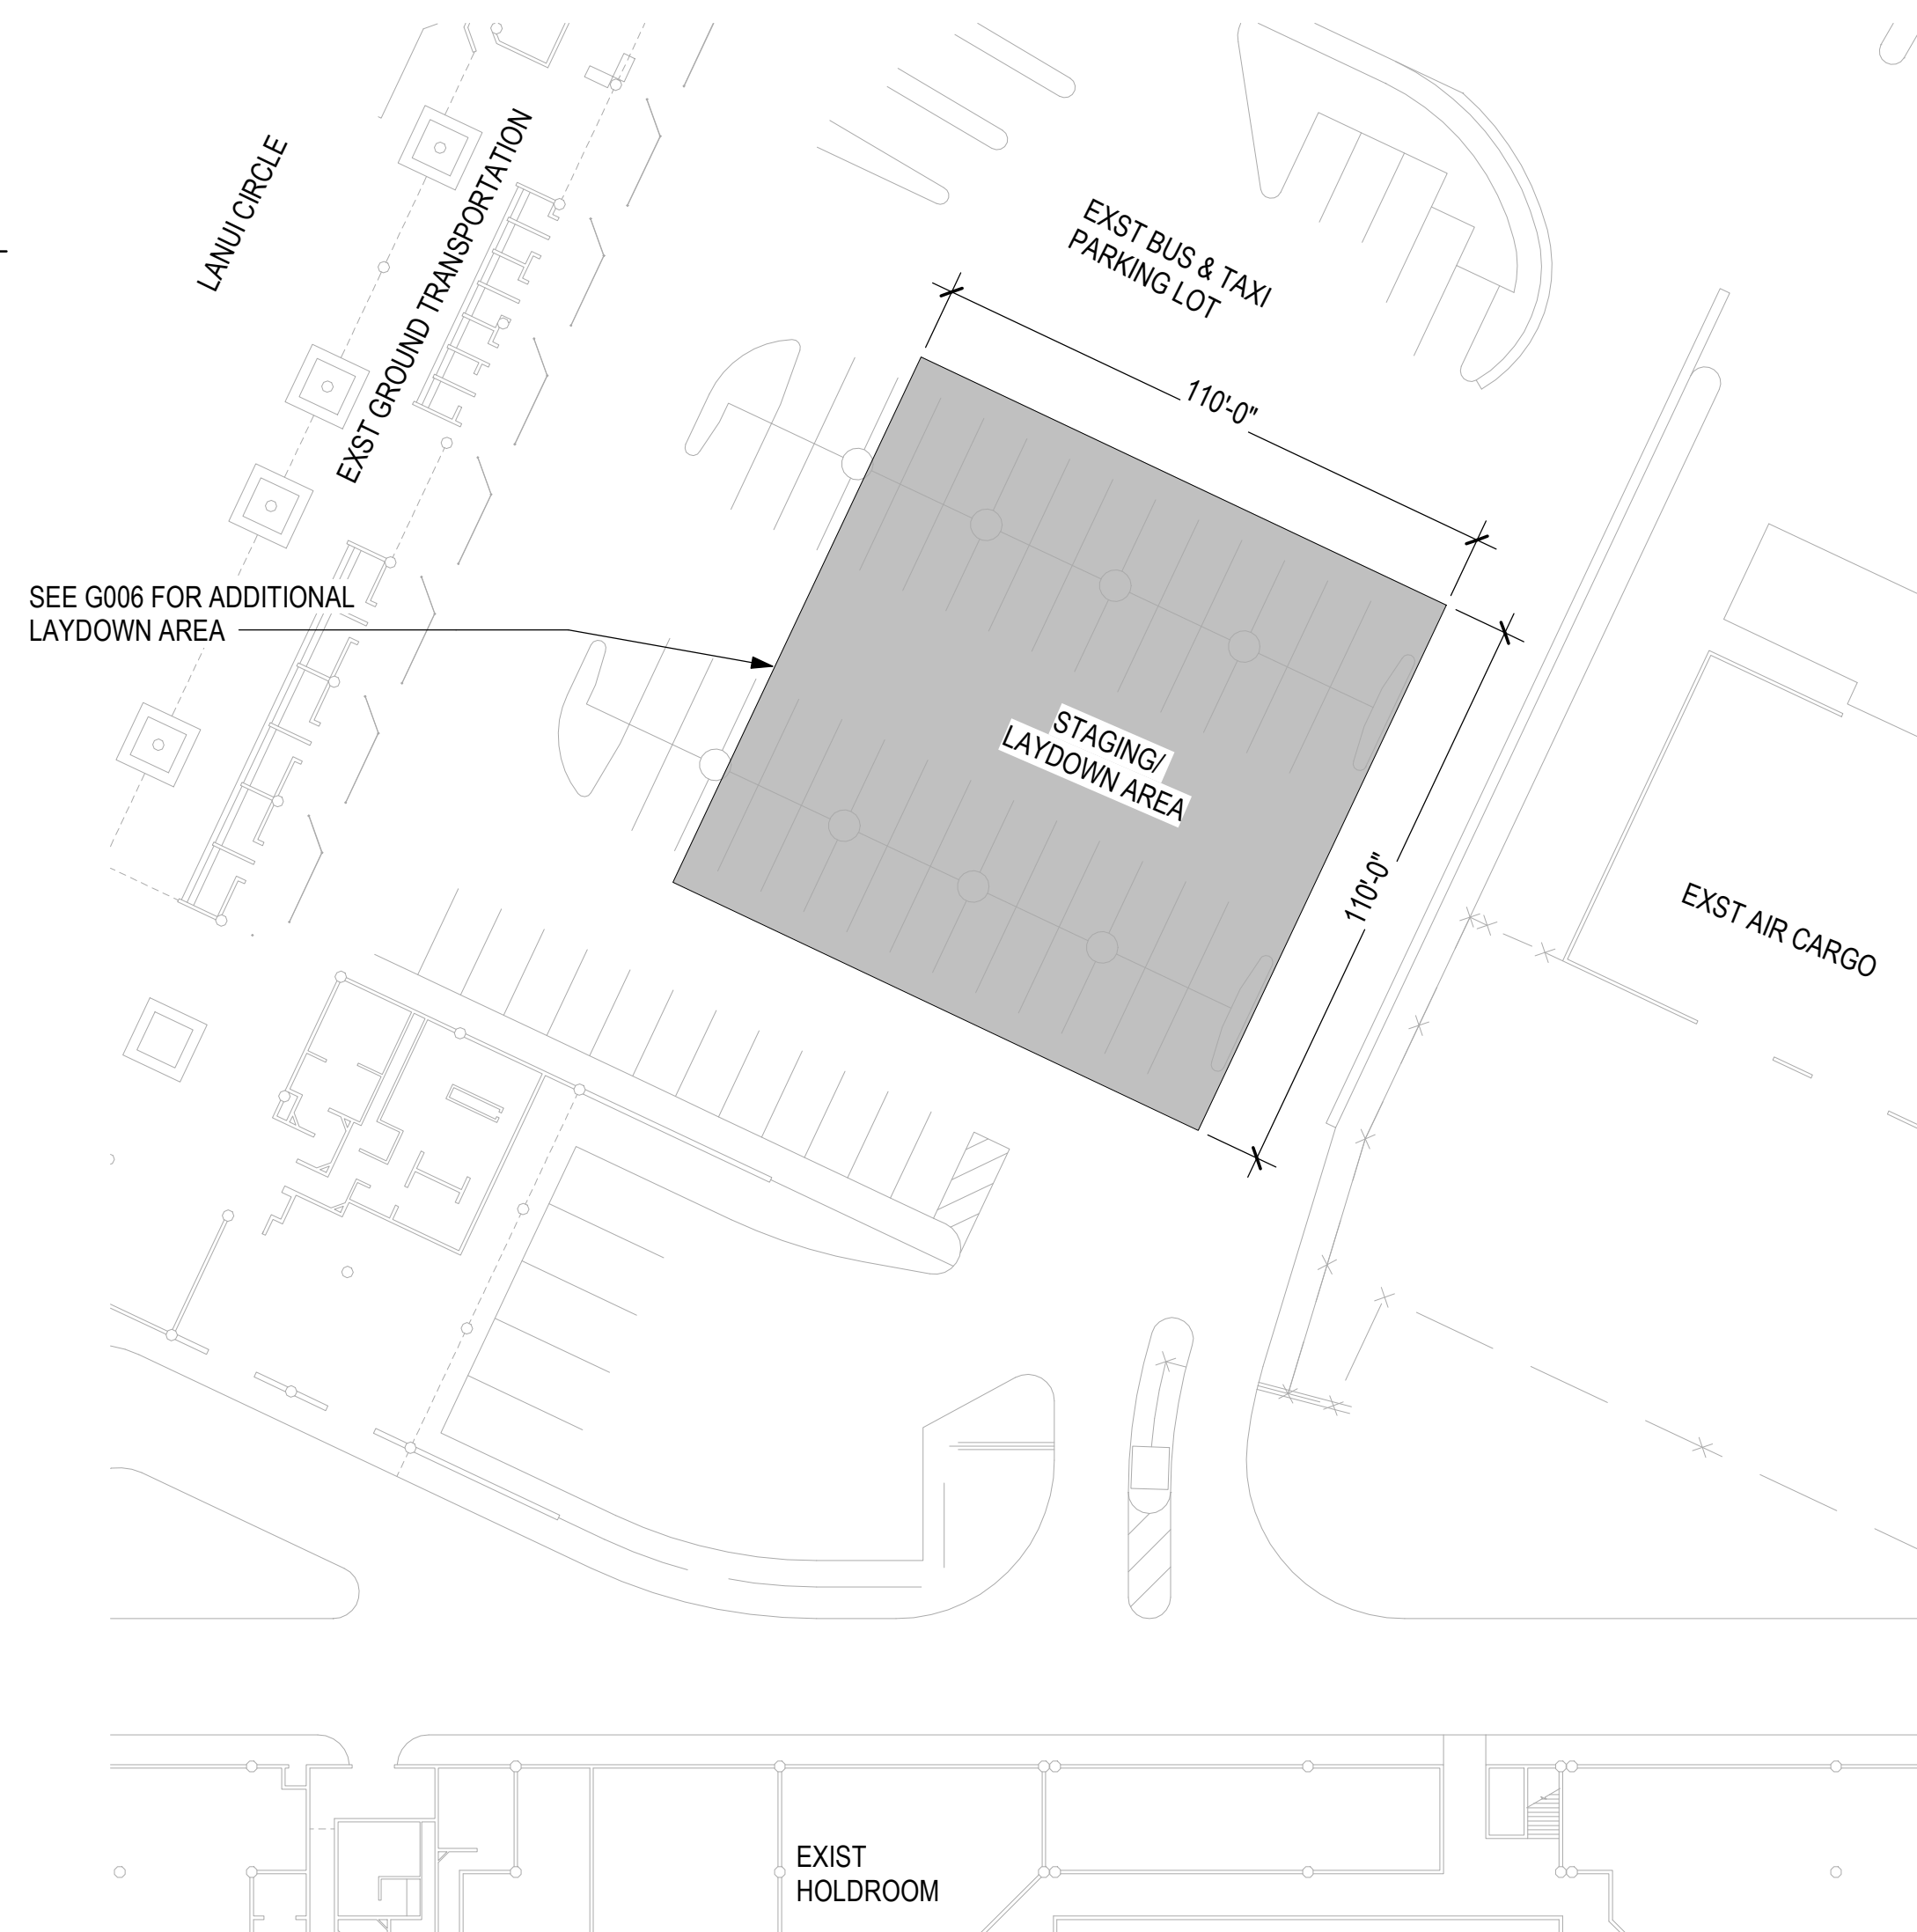 LANUI CIRCLE
EXST GROUND TRANSPORTATION
EXST BUS & TAXI
PARKING LOT
110'-0"
SEE G006 FOR ADDITIONAL
LAYDOWN AREA
STAGING/
LAYDOWN AREA
110'-0"
EXST AIR CARGO
EXIST
HOLDROOM